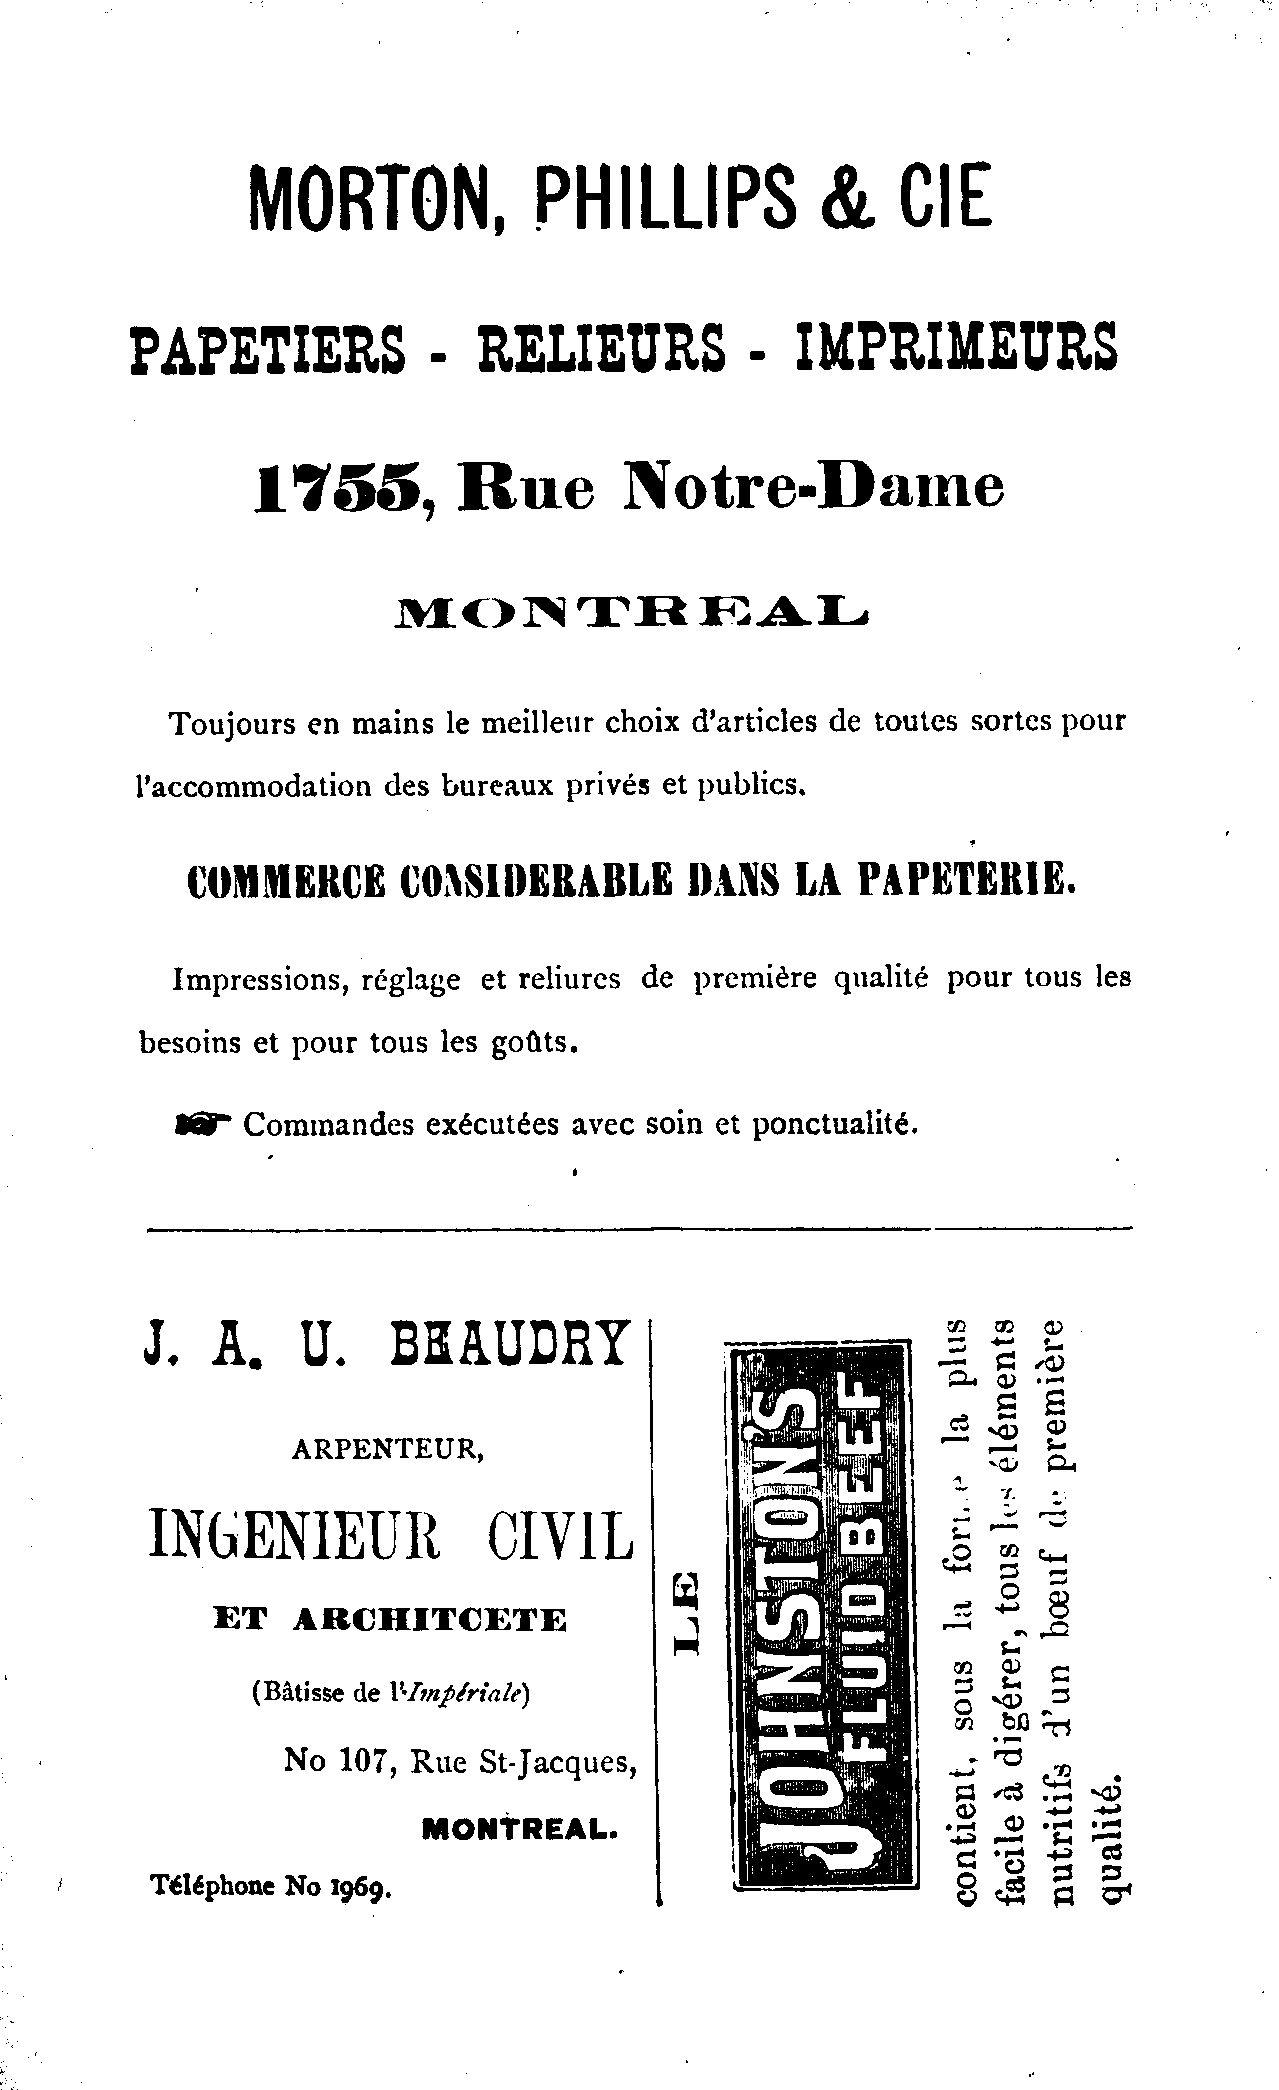 MORTON, PHILLIPS & CIE
PAPETIERS - RELIEURS - IMPRIMEURS
1755, Rue Notre-Dame
MONTREAL
Toujours en mains le meilleur choix d'articles de toutes sortes pour
l'accommodation des bureaux privés et publics.
COMMERCE CONSIDERABLE DANS LA PAPETERIE.
Impressions, réglage et reliures de première qualité pour tous les
besoins et pour tous les goûts.
☞ Commandes exécutées avec soin et ponctualité.
J. A. U. BEAUDRY
ARPENTEUR,
INGENIEUR CIVIL
ET ARCHITCETE
(Bâtisse de l'Impériale)
No 107, Rue St-Jacques,
MONTREAL.
Téléphone No 1969.
LE
JOHNSTON'S
FLUID BEEF
contient, sous la forme la plus
facile à digérer, tous les éléments
nutritifs d'un bœuf de première
qualité.